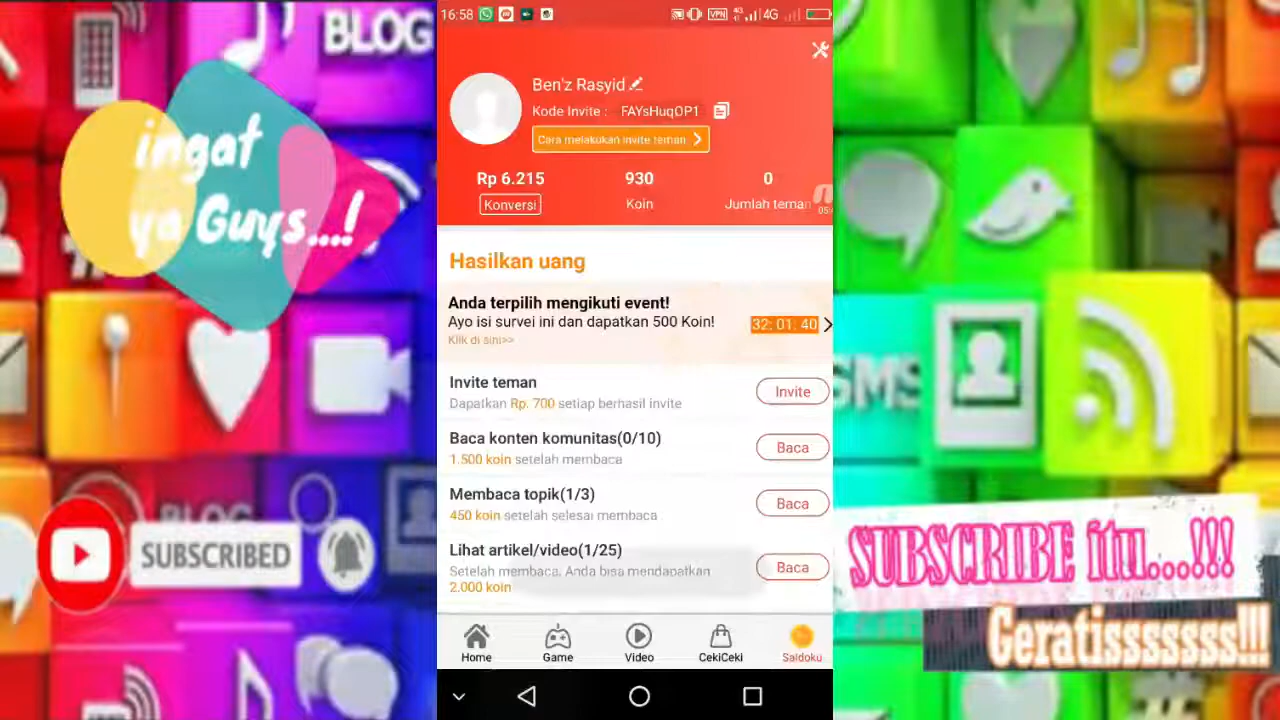 BLOG
ingat
ya Guys...!
BLOG
SUBSCRIBED
16:58
VPN
4G
4G
Ben'z Rasyid
Kode Invite : FAYsHuqOP1
Cara melakukan invite teman
Rp 6.215
930
0
Konversi
Koin
Jumlah teman
Hasilkan uang
Anda terpilih mengikuti event!
Ayo isi survei ini dan dapatkan 500 Koin!
32: 01: 40
Klik di sini>>
Invite teman
Invite
Dapatkan Rp. 700 setiap berhasil invite
Baca konten komunitas(0/10)
Baca
1.500 koin setelah membaca
Membaca topik(1/3)
Baca
450 koin setelah selesai membaca
Lihat artikel/video(1/25)
Baca
Setelah membaca. Anda bisa mendapatkan
2.000 koin
Home
Game
Video
CekiCeki
Saldoku
SMS
SUBSCRIBE itu....!!!
Geratisssssss!!!